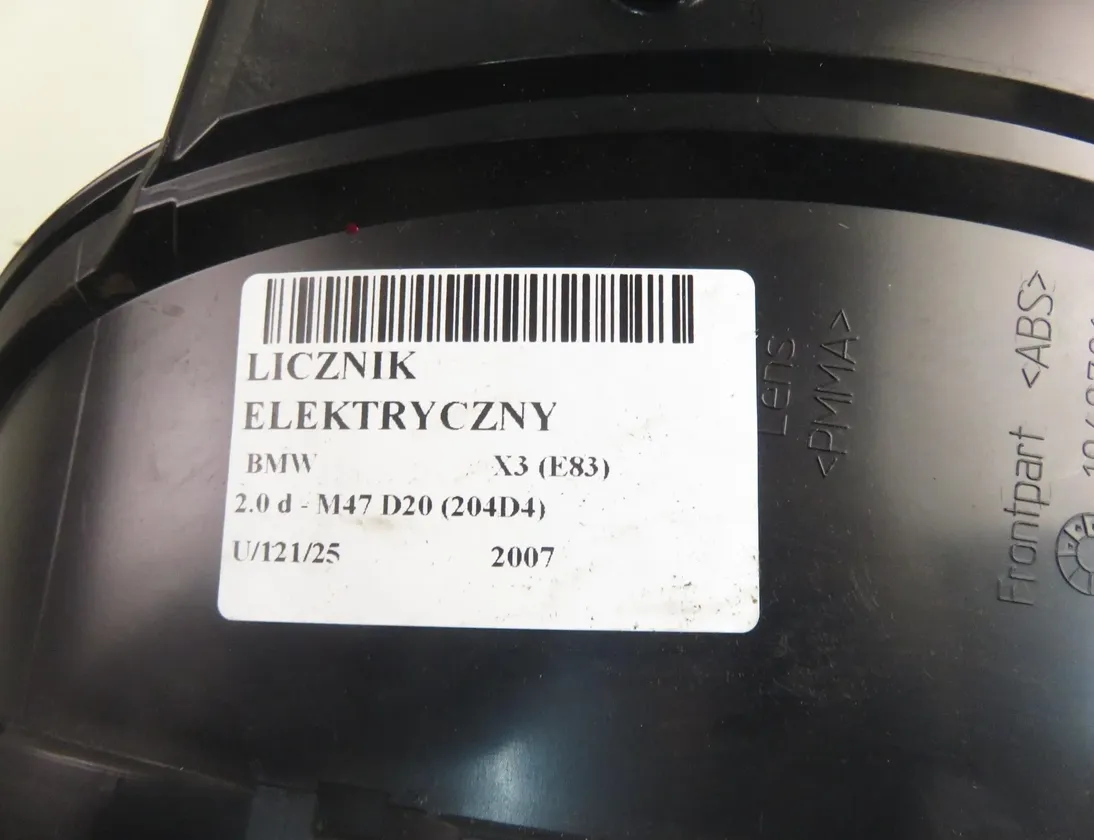 LICZNIK
ELEKTRYCZNY
BMW X3 (E83)
2.0 d - M47 D20 (204D4)
U/121/25 2007
Lens
<PMMA>
Frontpart <ABS>